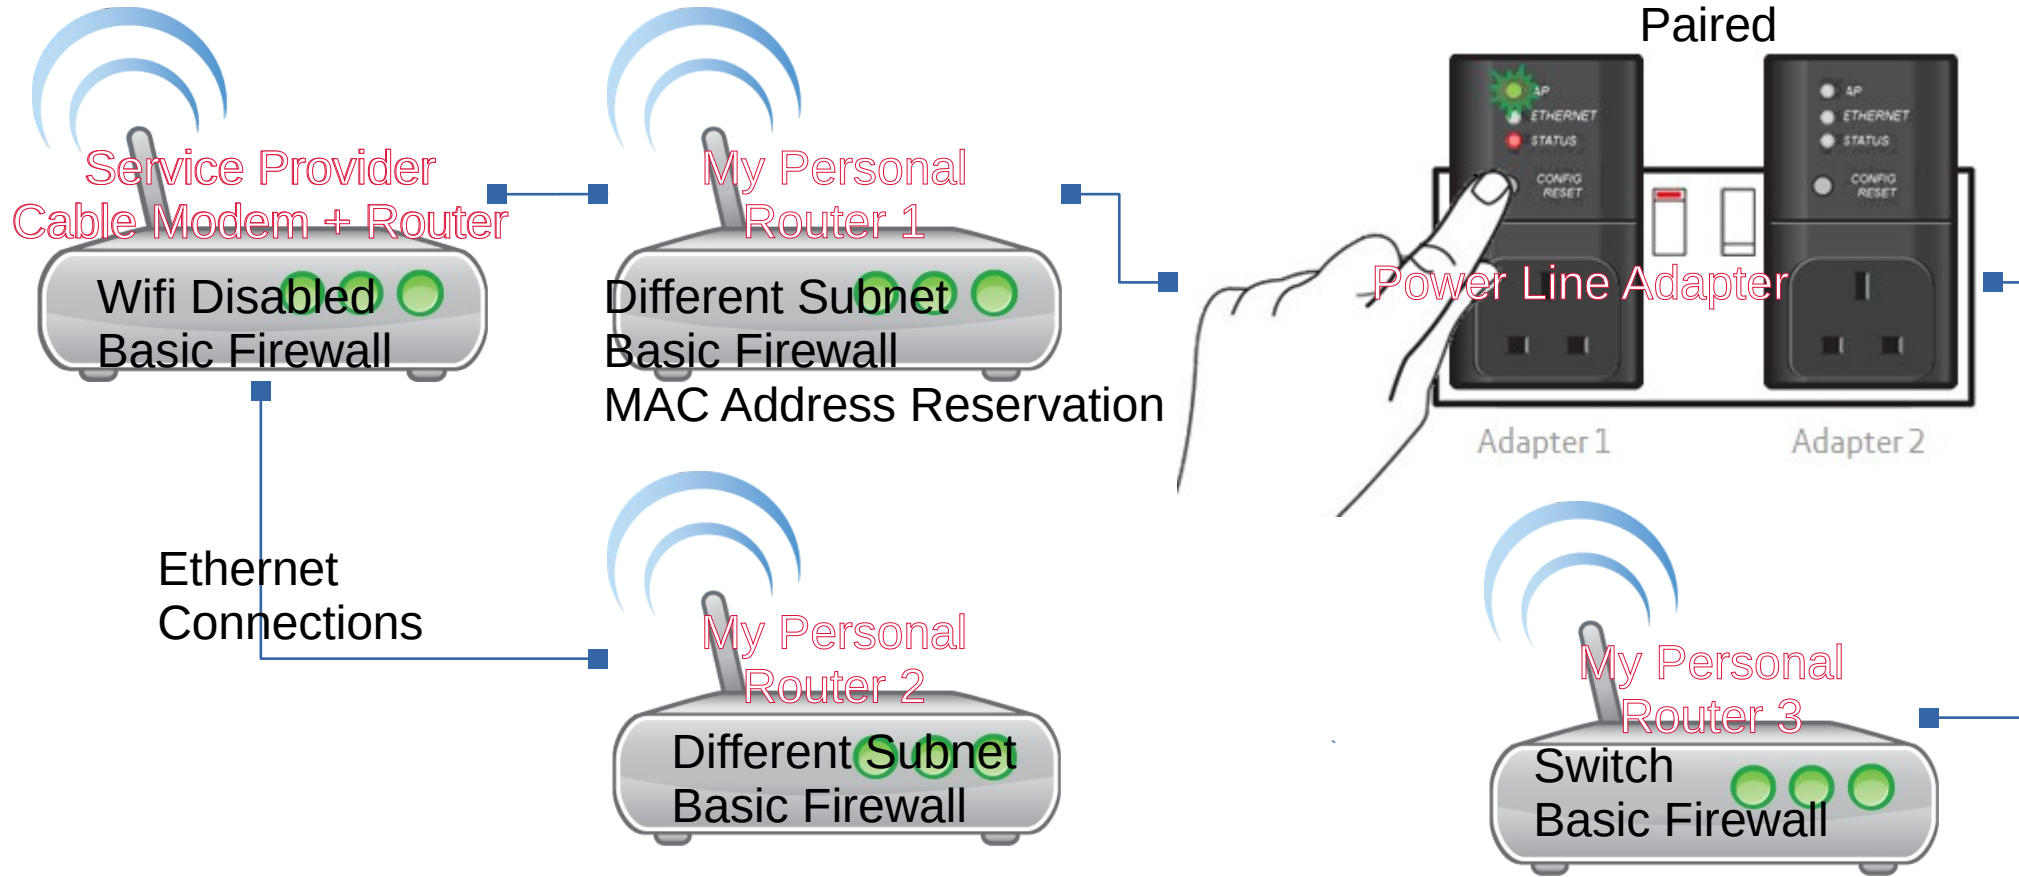 Paired
AP
ETHERNET
STATUS
CONFIG
RESET
AP
ETHERNET
STATUS
CONFIG
RESET
Service Provider
Cable Modem + Router
Wifi Disabled
Basic Firewall
My Personal
Router 1
Different Subnet
Basic Firewall
MAC Address Reservation
Power Line Adapter
Adapter 1
Adapter 2
Ethernet
Connections
My Personal
Router 2
Different Subnet
Basic Firewall
My Personal
Router 3
Switch
Basic Firewall